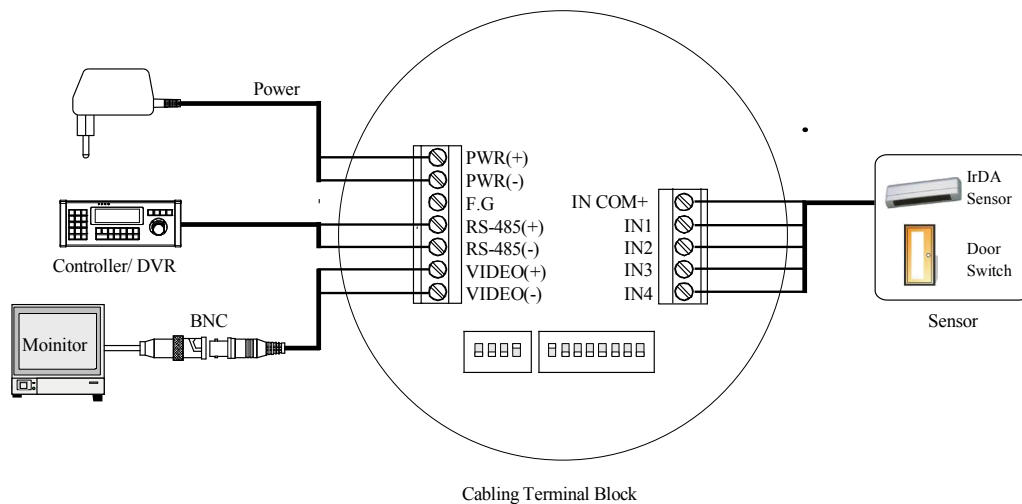 Power
PWR(+)
PWR(-)
F.G
RS-485(+)
RS-485(-)
VIDEO(+)
VIDEO(-)
Controller/ DVR
BNC
Moinitor
IN COM+
IN1
IN2
IN3
IN4
IrDA
Sensor
Door
Switch
Sensor
Cabling Terminal Block